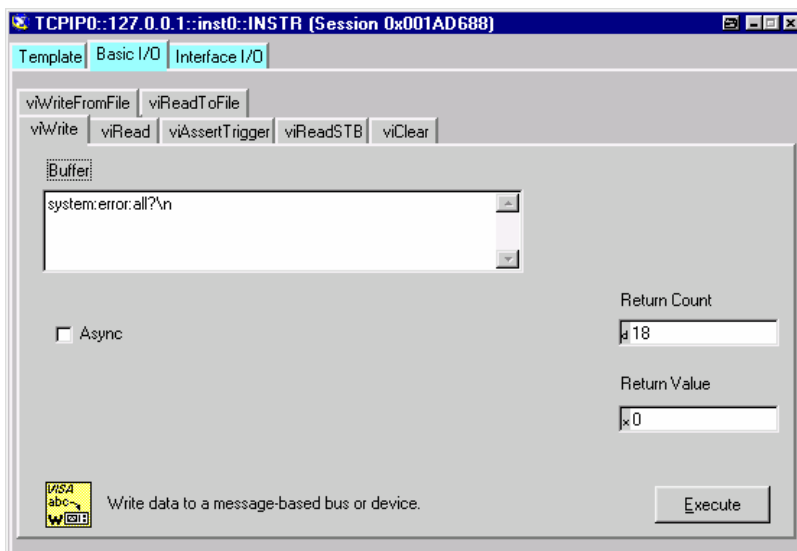 TCPIP0::127.0.0.1::inst0::INSTR (Session 0x001AD688)
Template Basic I/O Interface I/O
viWriteFromFile viReadToFile
viWrite viRead viAssertTrigger viReadSTB viClear
Buffer
system:error:all?\n
Return Count
Async
d 18
Return Value
x 0
VISA
abc
W
Write data to a message-based bus or device.
Execute